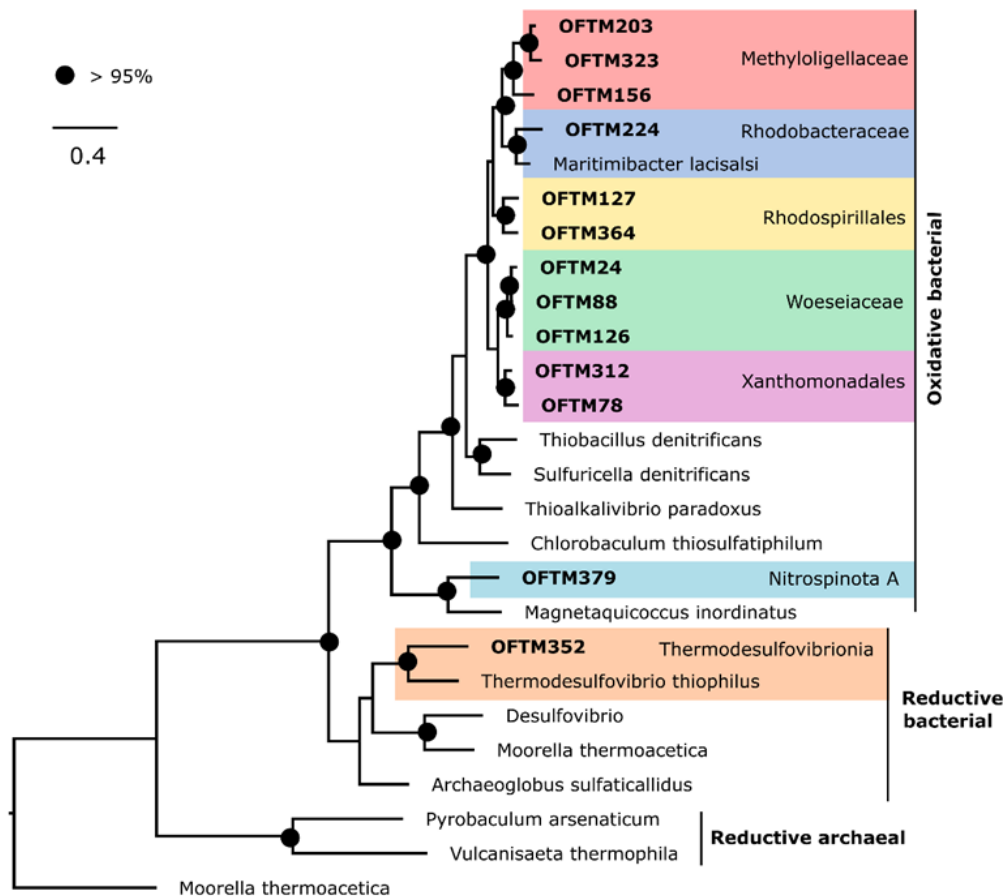 OFTM203
> 95%
OFTM323
Methyloligellaceae
OFTM156
0.4
OFTM224
Rhodobacteraceae
Maritimibacter lacisalsi
OFTM127
Rhodospirillales
OFTM364
OFTM24
OFTM88
Woeseiaceae
OFTM126
Oxidative bacterial
OFTM312
Xanthomonadales
OFTM78
Thiobacillus denitrificans
Sulfuricella denitrificans
Thioalkalivibrio paradoxus
Chlorobaculum thiosulfatiphilum
OFTM379
Nitrospinota A
Magnetaquicoccus inordinatus
OFTM352
Thermodesulfovibrionia
Thermodesulfovibrio thiophilus
Reductive
bacterial
Desulfovibrio
Moorella thermoacetica
Archaeoglobus sulfaticallidus
Pyrobaculum arsenaticum
Reductive archaeal
Vulcanisaeta thermophila
Moorella thermoacetica